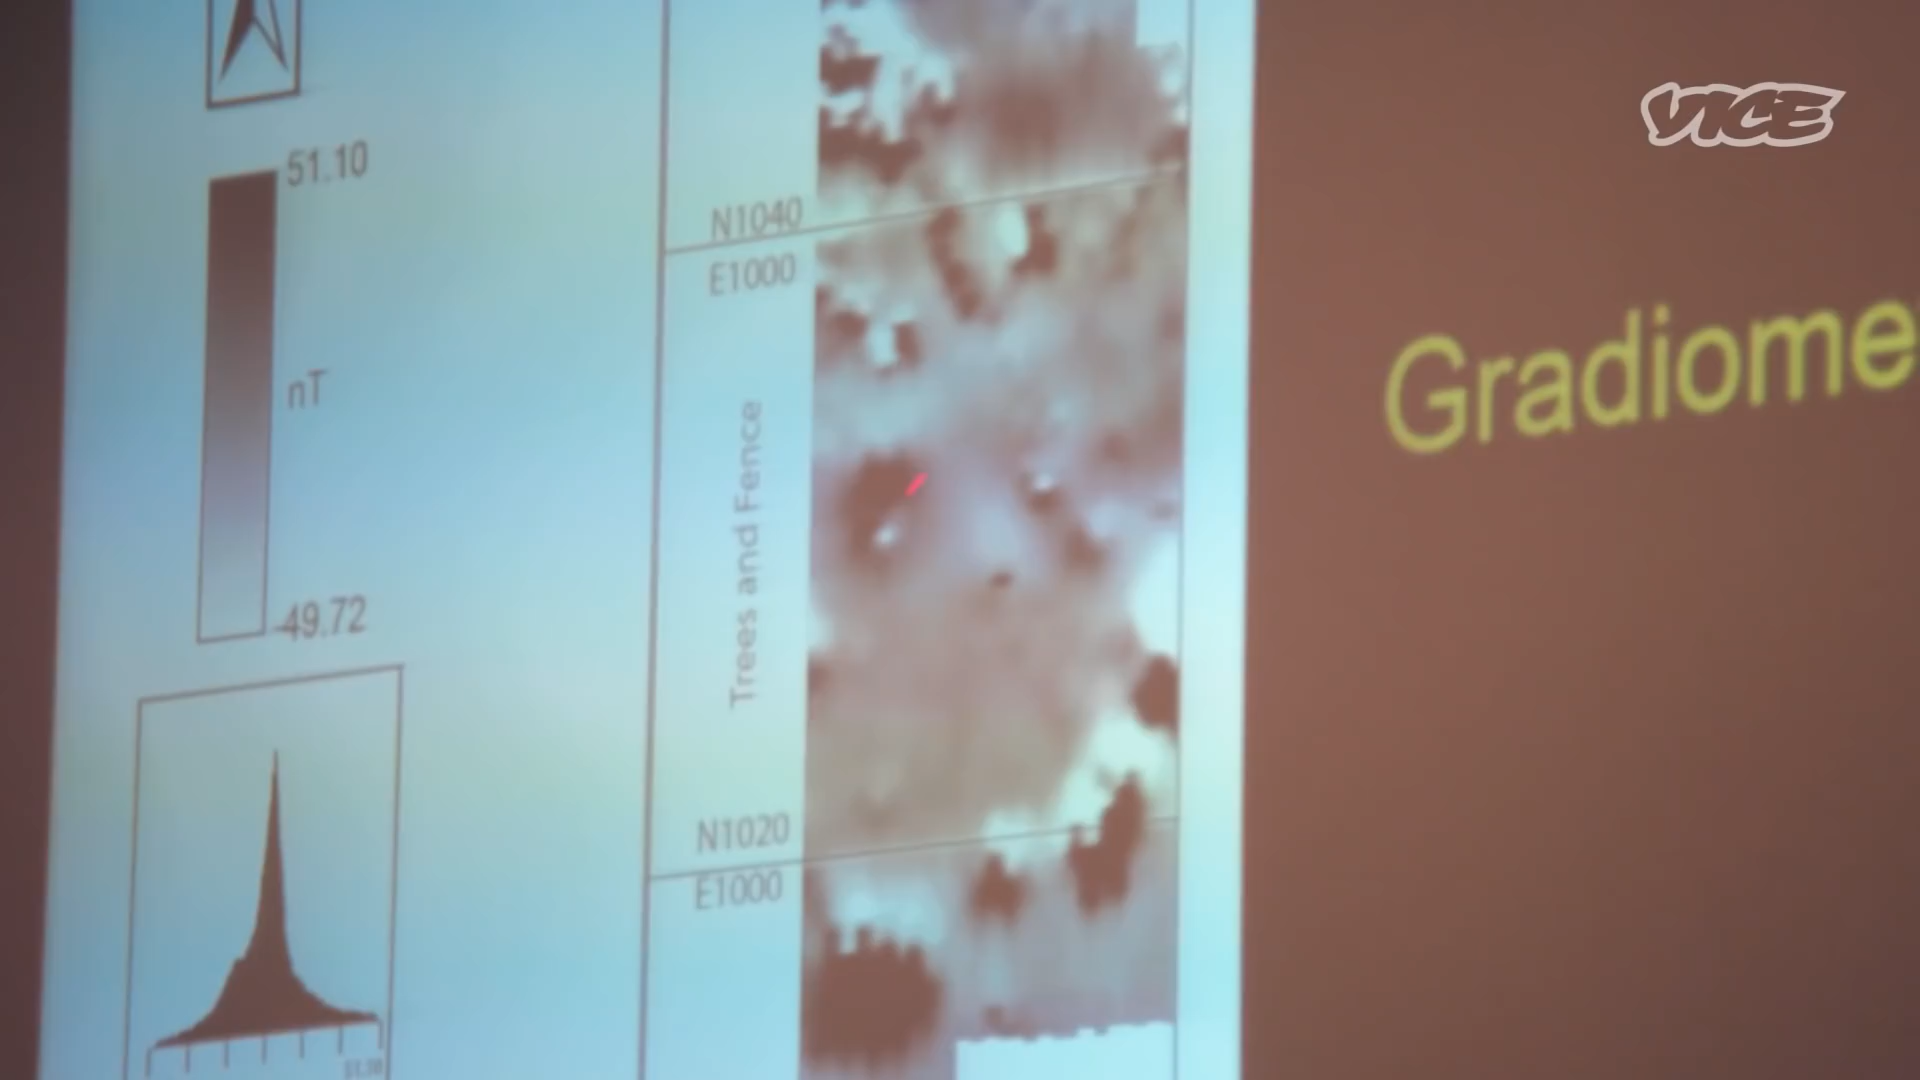 VICE
51.10
nT
-49.72
N1040
E1000
Trees and Fence
N1020
E1000
Gradiome